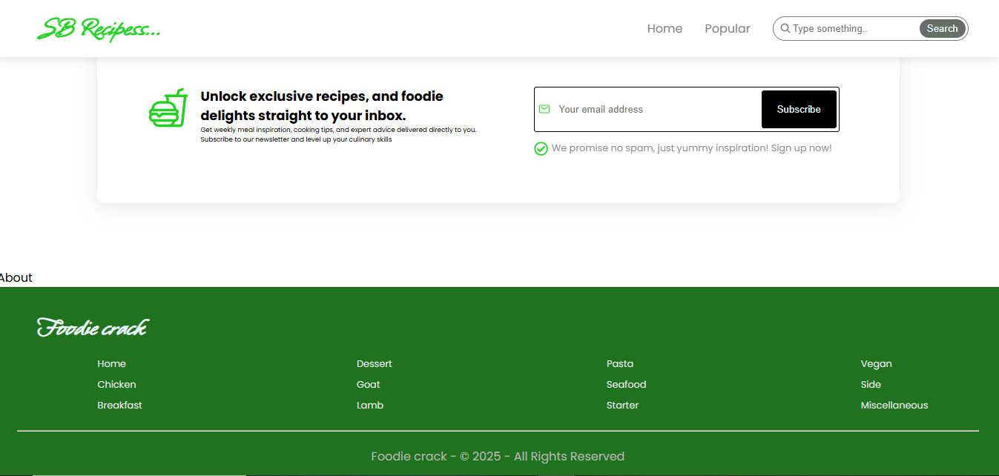 SB Recipess...
Home
Popular
Type something..
Search
Unlock exclusive recipes, and foodie
delights straight to your inbox.
Get weekly meal inspiration, cooking tips, and expert advice delivered directly to you.
Subscribe to our newsletter and level up your culinary skills
Your email address
Subscribe
We promise no spam, just yummy inspiration! Sign up now!
About
Foodie crack
Home
Chicken
Breakfast
Dessert
Goat
Lamb
Pasta
Seafood
Starter
Vegan
Side
Miscellaneous
Foodie crack - © 2025 - All Rights Reserved